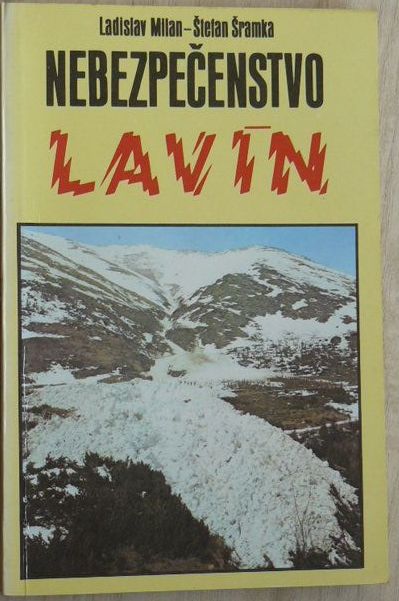 Ladislav Milan–Štefan Šramka
NEBEZPEČENSTVO
LAVÍN